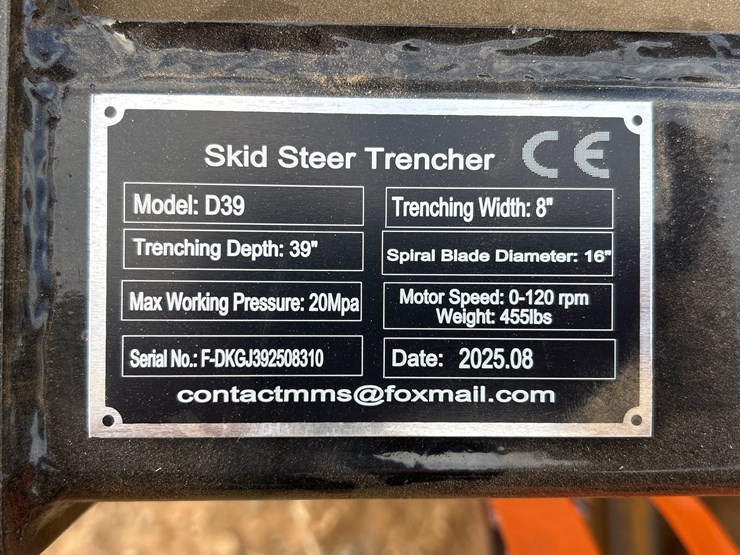 Skid Steer Trencher CE
Model: D39
Trenching Width: 8"
Trenching Depth: 39"
Spiral Blade Diameter: 16"
Max Working Pressure: 20Mpa
Motor Speed: 0-120 rpm
Weight: 455lbs
Serial No.: F-DKGJ392508310
Date: 2025.08
contactmms@foxmail.com